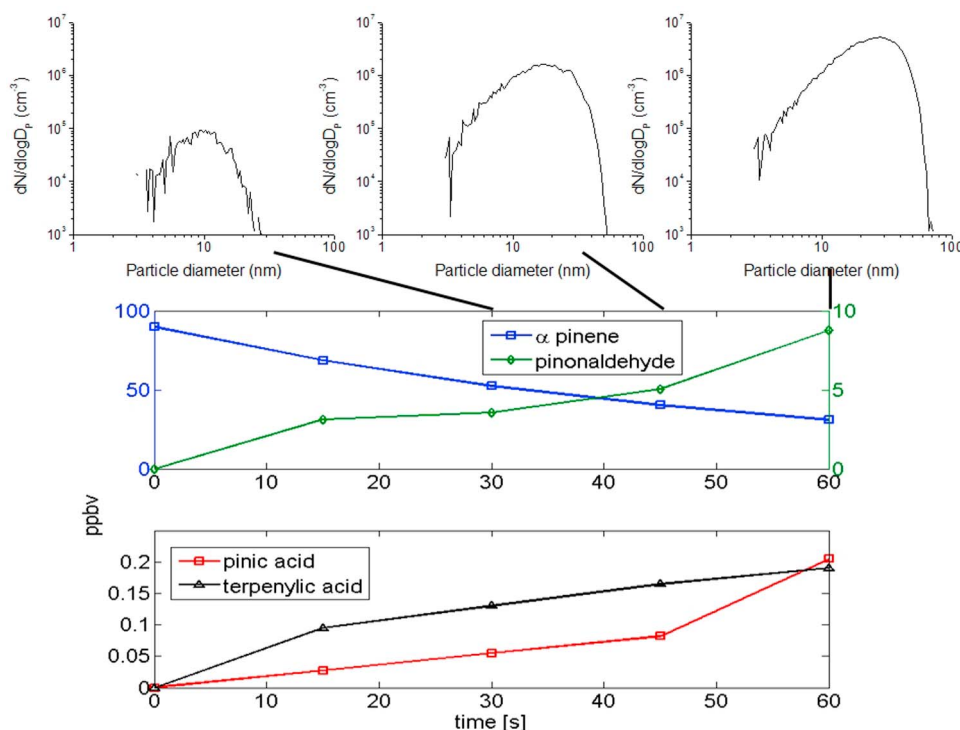 10⁷
10⁶
10⁵
10⁴
10³
dN/dlogD_P (cm⁻³)
1 10 100
Particle diameter (nm)
10⁷
10⁶
10⁵
10⁴
10³
dN/dlogD_P (cm⁻³)
1 10 100
Particle diameter (nm)
10⁷
10⁶
10⁵
10⁴
10³
dN/dlogD_P (cm⁻³)
1 10 100
Particle diameter (nm)
100
50
0
α pinene
pinonaldehyde
10
5
0
0 10 20 30 40 50 60
ppbv
0.2
0.15
0.1
0.05
0
pinic acid
terpenylic acid
0 10 20 30 40 50 60
time [s]